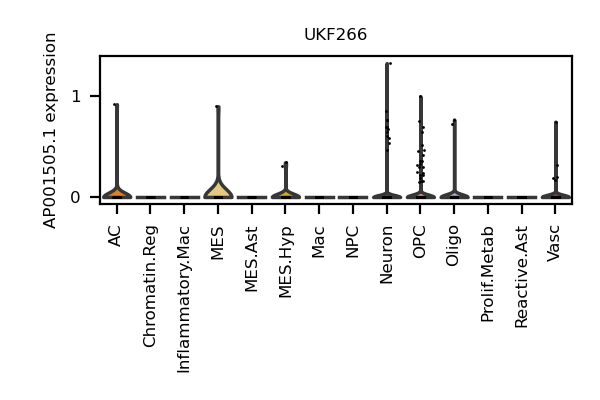 UKF266
AP001505.1 expression
1
0
AC
Chromatin.Reg
Inflammatory.Mac
MES
MES.Ast
MES.Hyp
Mac
NPC
Neuron
OPC
Oligo
Prolif.Metab
Reactive.Ast
Vasc